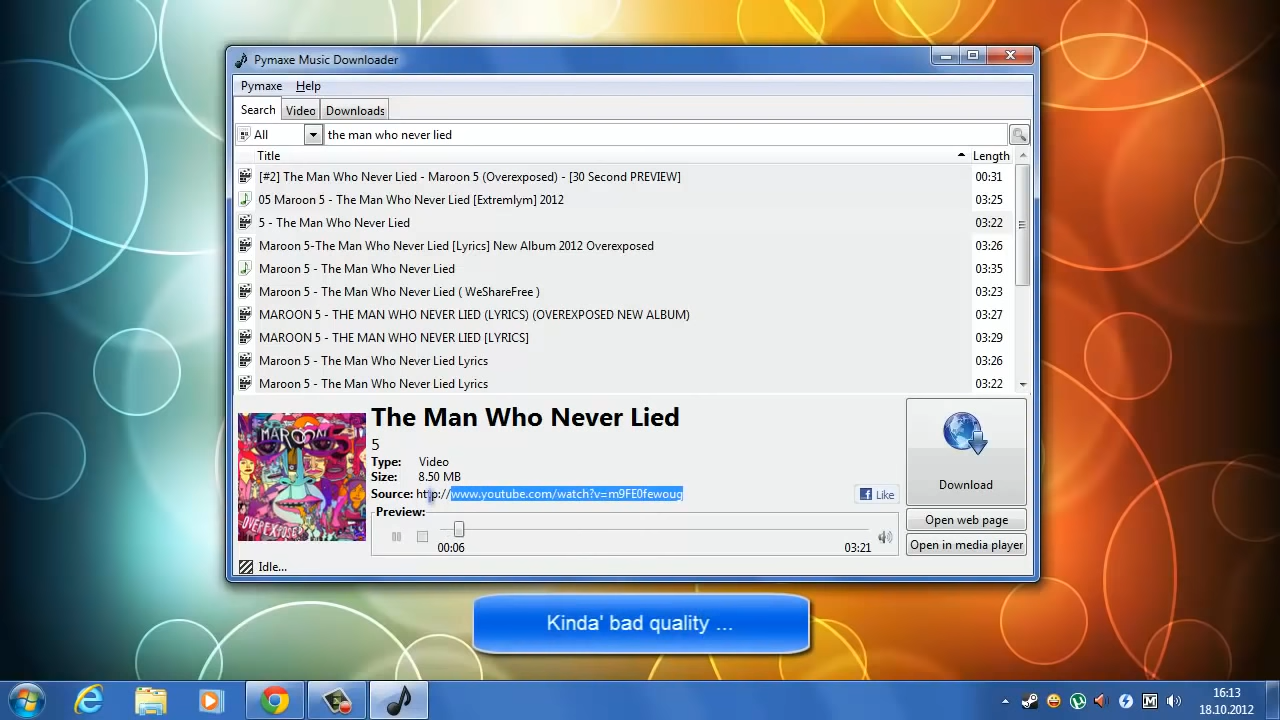 Pymaxe Music Downloader
Pymaxe Help
Search Video Downloads
All the man who never lied
Title Length
[#2] The Man Who Never Lied - Maroon 5 (Overexposed) - [30 Second PREVIEW] 00:31
05 Maroon 5 - The Man Who Never Lied [Extremlym] 2012 03:25
5 - The Man Who Never Lied 03:22
Maroon 5-The Man Who Never Lied [Lyrics] New Album 2012 Overexposed 03:26
Maroon 5 - The Man Who Never Lied 03:35
Maroon 5 - The Man Who Never Lied ( WeShareFree ) 03:23
MAROON 5 - THE MAN WHO NEVER LIED (LYRICS) (OVEREXPOSED NEW ALBUM) 03:27
MAROON 5 - THE MAN WHO NEVER LIED [LYRICS] 03:29
Maroon 5 - The Man Who Never Lied Lyrics 03:26
Maroon 5 - The Man Who Never Lied Lyrics 03:22
MAROON 5
OVEREXPOSED
The Man Who Never Lied
5
Type: Video
Size: 8.50 MB
Source: http://www.youtube.com/watch?v=m9FE0fewoug
Like
Preview:
00:06 03:21
Download
Open web page
Open in media player
Idle...
Kinda' bad quality ...
16:13
18.10.2012